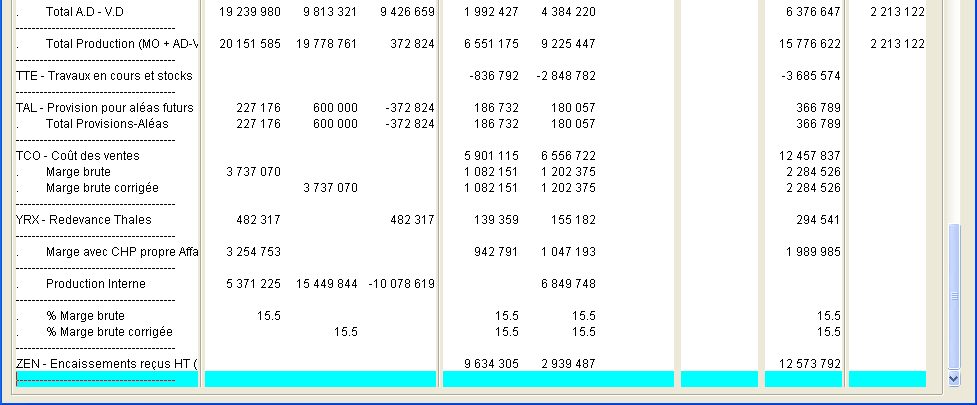 . Total A.D - V.D 19 239 980 9 813 321 9 426 659 1 992 427 4 384 220 6 376 647 2 213 122
----------------------------------------
. Total Production (MO + AD-V 20 151 585 19 778 761 372 824 6 551 175 9 225 447 15 776 622 2 213 122
----------------------------------------
TTE - Travaux en cours et stocks -836 792 -2 848 782 -3 685 574
----------------------------------------
TAL - Provision pour aléas futurs 227 176 600 000 -372 824 186 732 180 057 366 789
. Total Provisions-Aléas 227 176 600 000 -372 824 186 732 180 057 366 789
----------------------------------------
TCO - Coût des ventes 5 901 115 6 556 722 12 457 837
. Marge brute 3 737 070 1 082 151 1 202 375 2 284 526
. Marge brute corrigée 3 737 070 1 082 151 1 202 375 2 284 526
----------------------------------------
YRX - Redevance Thales 482 317 482 317 139 359 155 182 294 541
----------------------------------------
. Marge avec CHP propre Affa 3 254 753 942 791 1 047 193 1 989 985
----------------------------------------
. Production Interne 5 371 225 15 449 844 -10 078 619 6 849 748
----------------------------------------
. % Marge brute 15.5 15.5 15.5 15.5
. % Marge brute corrigée 15.5 15.5 15.5 15.5
----------------------------------------
ZEN - Encaissements reçus HT ( 9 634 305 2 939 487 12 573 792
----------------------------------------